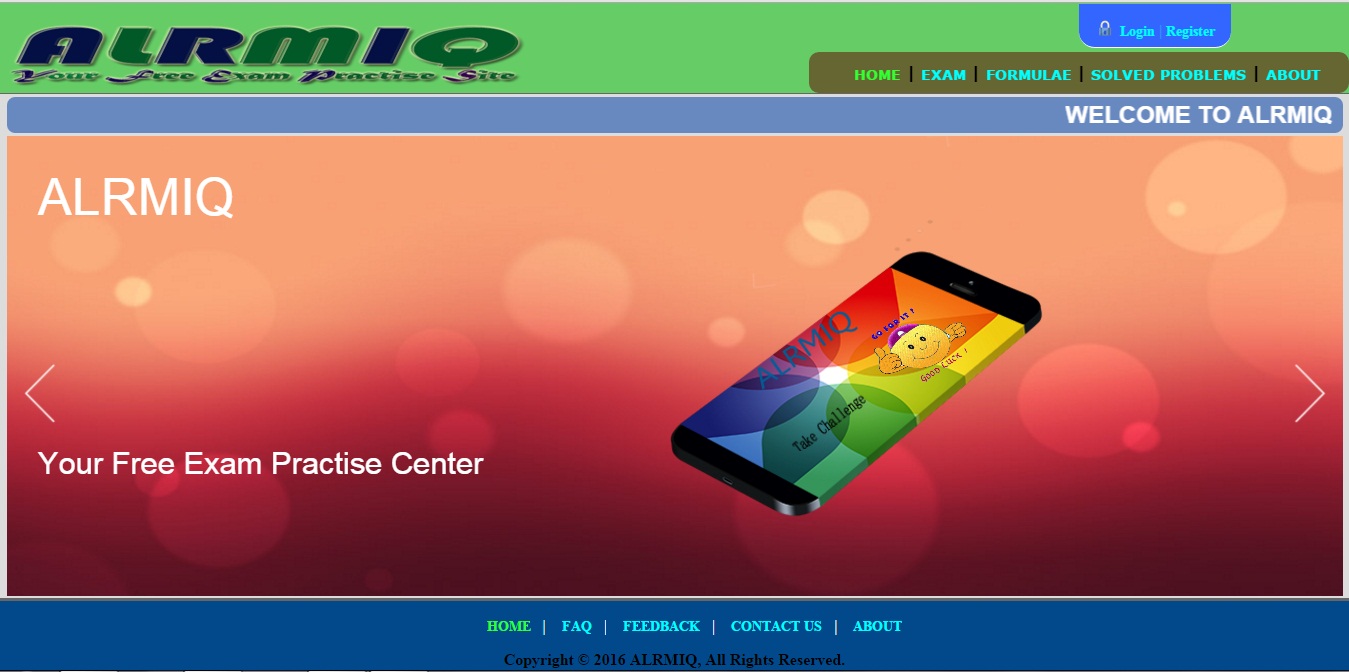 ALRMIQ
Your Free Exam Practise Site
Login | Register
HOME | EXAM | FORMULAE | SOLVED PROBLEMS | ABOUT
WELCOME TO ALRMIQ
ALRMIQ
ALRMIQ
GO FOR IT !
GOOD LUCK !
Take Challenge
Your Free Exam Practise Center
HOME | FAQ | FEEDBACK | CONTACT US | ABOUT
Copyright © 2016 ALRMIQ, All Rights Reserved.